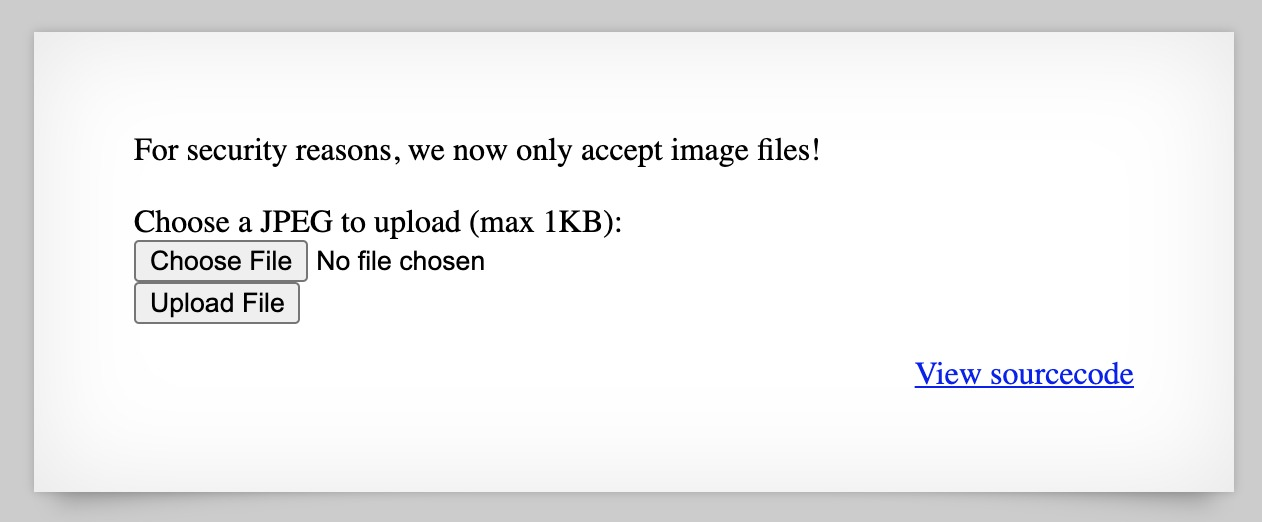 For security reasons, we now only accept image files!
Choose a JPEG to upload (max 1KB):
Choose File No file chosen
Upload File
View sourcecode